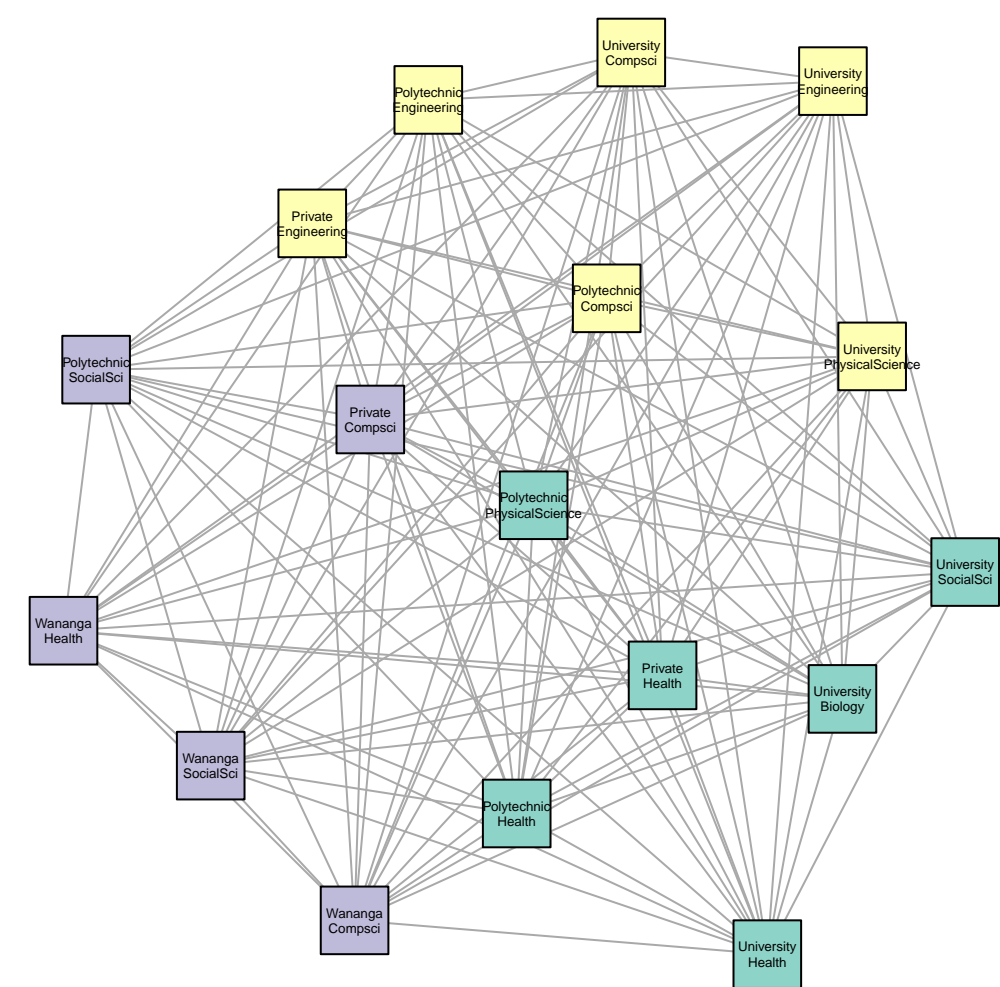 University
Compsci
University
Engineering
Polytechnic
Engineering
Private
Engineering
Polytechnic
Compsci
University
PhysicalScience
Polytechnic
SocialSci
Private
Compsci
Polytechnic
PhysicalScience
University
SocialSci
Wananga
Health
Private
Health
University
Biology
Wananga
SocialSci
Polytechnic
Health
Wananga
Compsci
University
Health